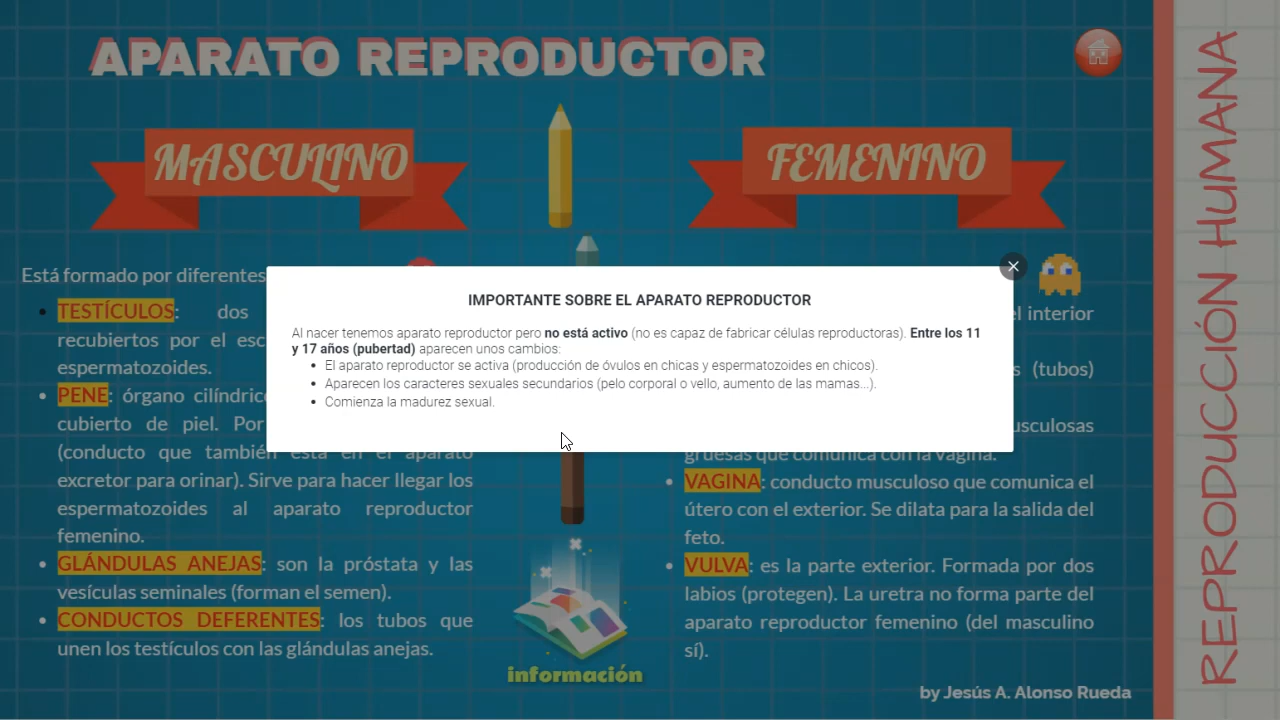 APARATO REPRODUCTOR
MASCULINO
FEMENINO
Está formado por diferentes
TESTÍCULOS: dos
recubiertos por el esc
espermatozoides.
PENE: órgano cilíndric
cubierto de piel. Por
(conducto que también está en el aparato
excretor para orinar). Sirve para hacer llegar los
espermatozoides al aparato reproductor
femenino.
GLÁNDULAS ANEJAS: son la próstata y las
vesículas seminales (forman el semen).
CONDUCTOS DEFERENTES: los tubos que
unen los testículos con las glándulas anejas.
IMPORTANTE SOBRE EL APARATO REPRODUCTOR
Al nacer tenemos aparato reproductor pero no está activo (no es capaz de fabricar células reproductoras). Entre los 11
y 17 años (pubertad) aparecen unos cambios:
El aparato reproductor se activa (producción de óvulos en chicas y espermatozoides en chicos).
Aparecen los caracteres sexuales secundarios (pelo corporal o vello, aumento de las mamas...).
Comienza la madurez sexual.
el interior
s (tubos)
usculosas
gruesas que comunica con la vagina.
VAGINA: conducto musculoso que comunica el
útero con el exterior. Se dilata para la salida del
feto.
VULVA: es la parte exterior. Formada por dos
labios (protegen). La uretra no forma parte del
aparato reproductor femenino (del masculino
sí).
información
by Jesús A. Alonso Rueda
REPRODUCCIÓN HUMANA